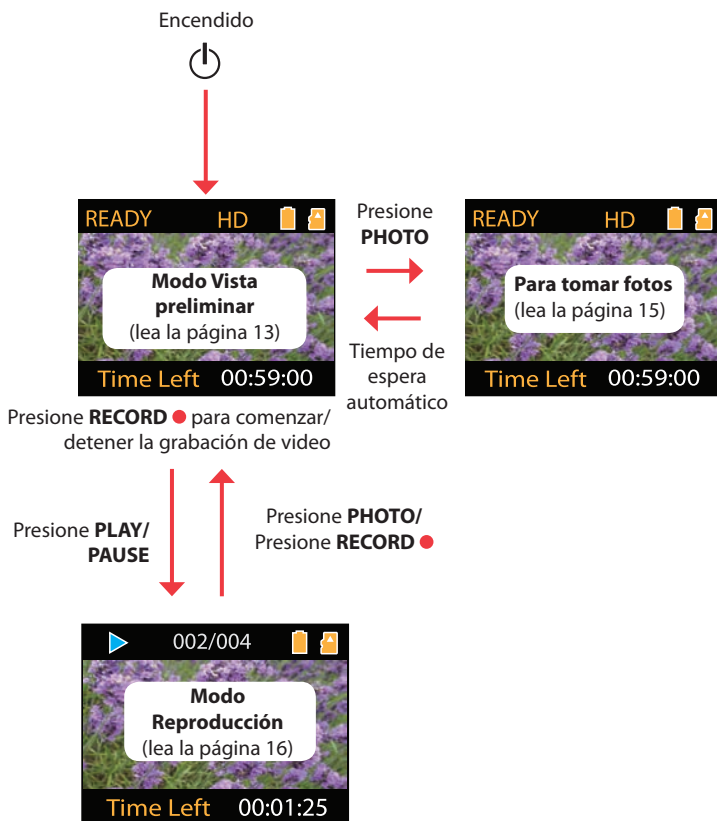 Encendido
READY HD
Modo Vista
preliminar
(lea la página 13)
Time Left 00:59:00
Presione
PHOTO
Tiempo de
espera
automático
READY HD
Para tomar fotos
(lea la página 15)
Time Left 00:59:00
Presione RECORD ● para comenzar/
detener la grabación de video
Presione PLAY/
PAUSE
Presione PHOTO/
Presione RECORD ●
002/004
Modo
Reproducción
(lea la página 16)
Time Left 00:01:25